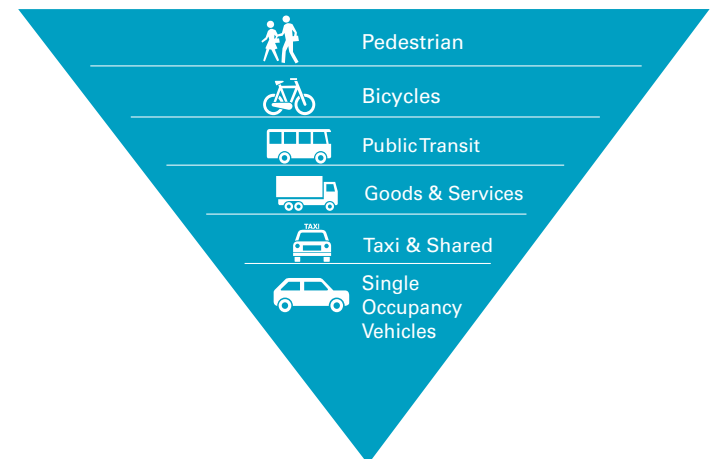 Pedestrian
Bicycles
Public Transit
Goods & Services
TAXI
Taxi & Shared
Single
Occupancy
Vehicles